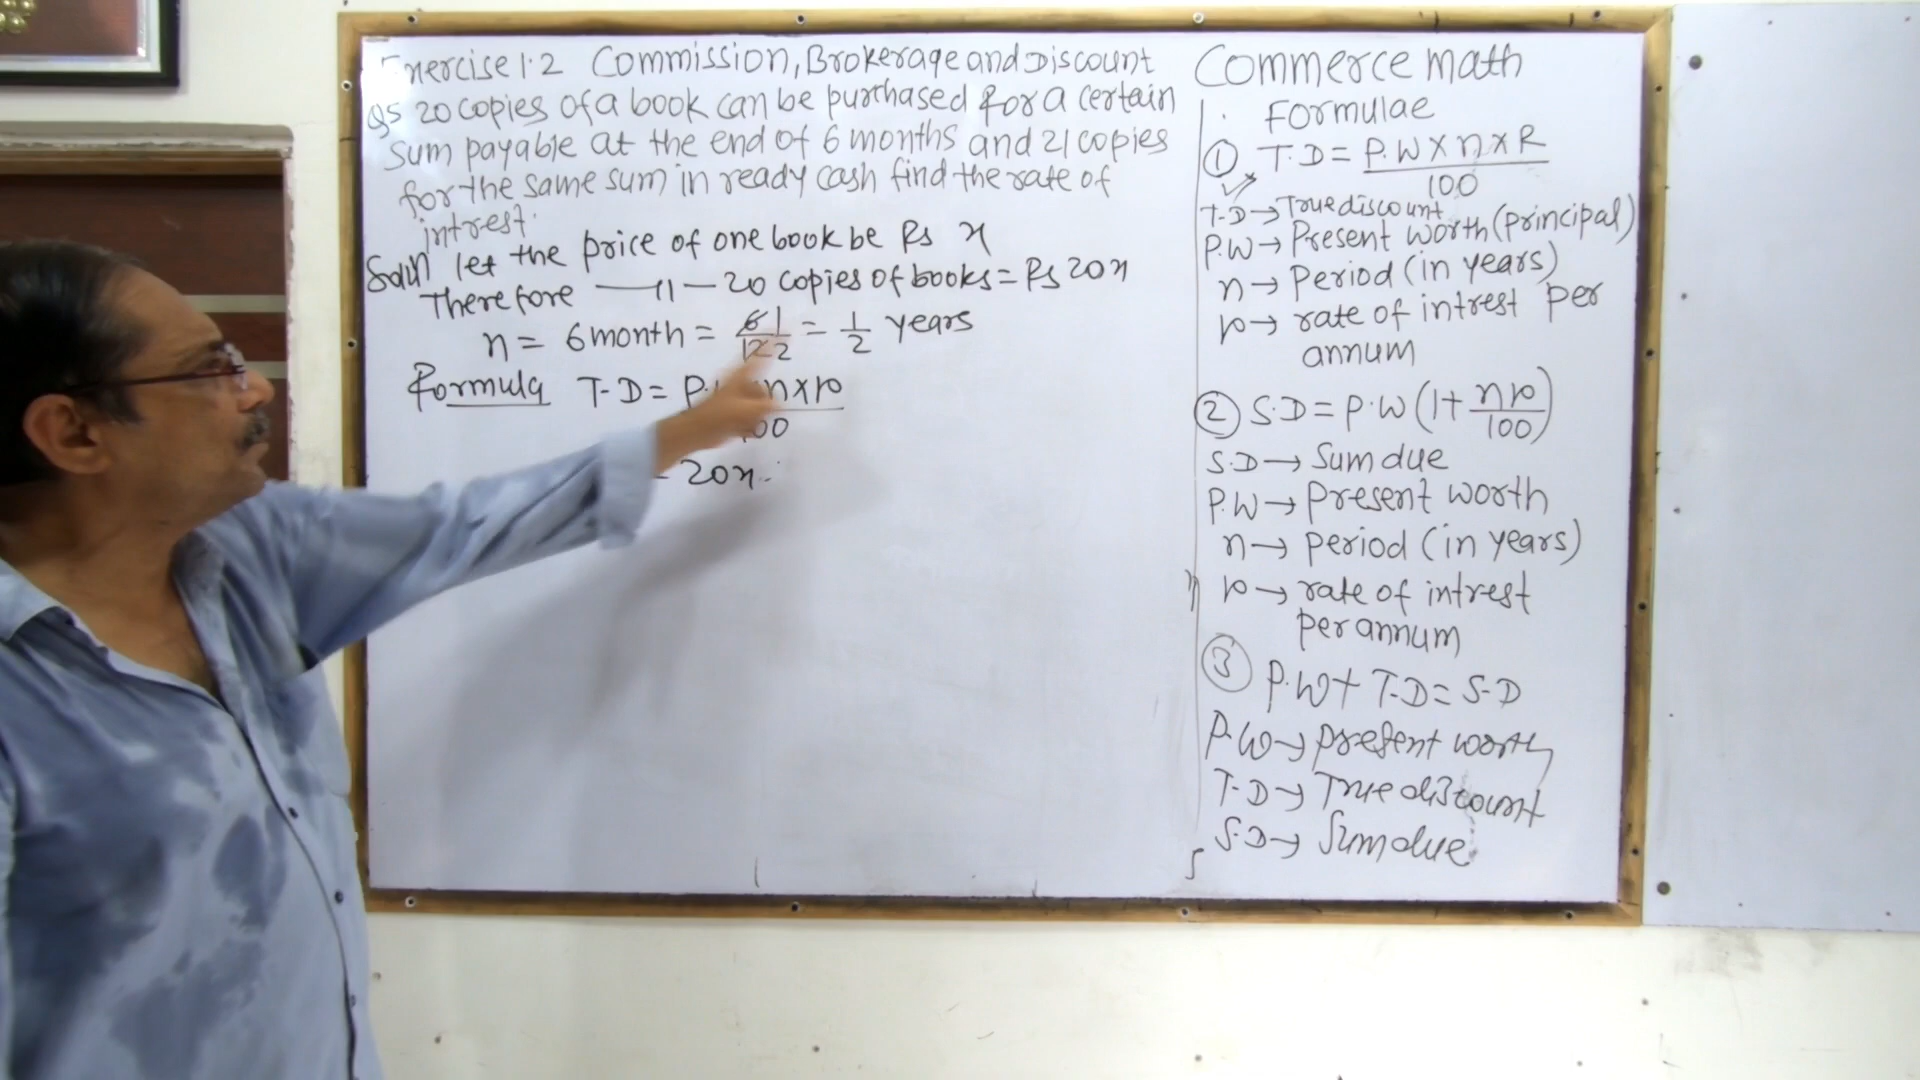 Exercise 1.2 Commission, Brokerage and Discount
Q5 20 copies of a book can be purchased for a certain
sum payable at the end of 6 months and 21 copies
for the same sum in ready cash find the rate of
intrest.
Soln let the price of one book be Rs x
Therefore —11— 20 copies of books = Rs 20x
n = 6 month = 6 1/12 2 = 1/2 years
Formula T.D = P. n x r
00
20x
Commerce math
Formulae
① T.D = P.W x n x R
100
T.D → True discount
P.W → Present worth (principal)
n → Period (in years)
r → rate of intrest per
annum
② S.D = P.W (1 + nr/100)
S.D → Sum due
P.W → Present worth
n → period (in years)
r → rate of intrest
per annum
③ P.W + T.D = S.D
P.W → present worth
T.D → True discount
S.D → Sum due